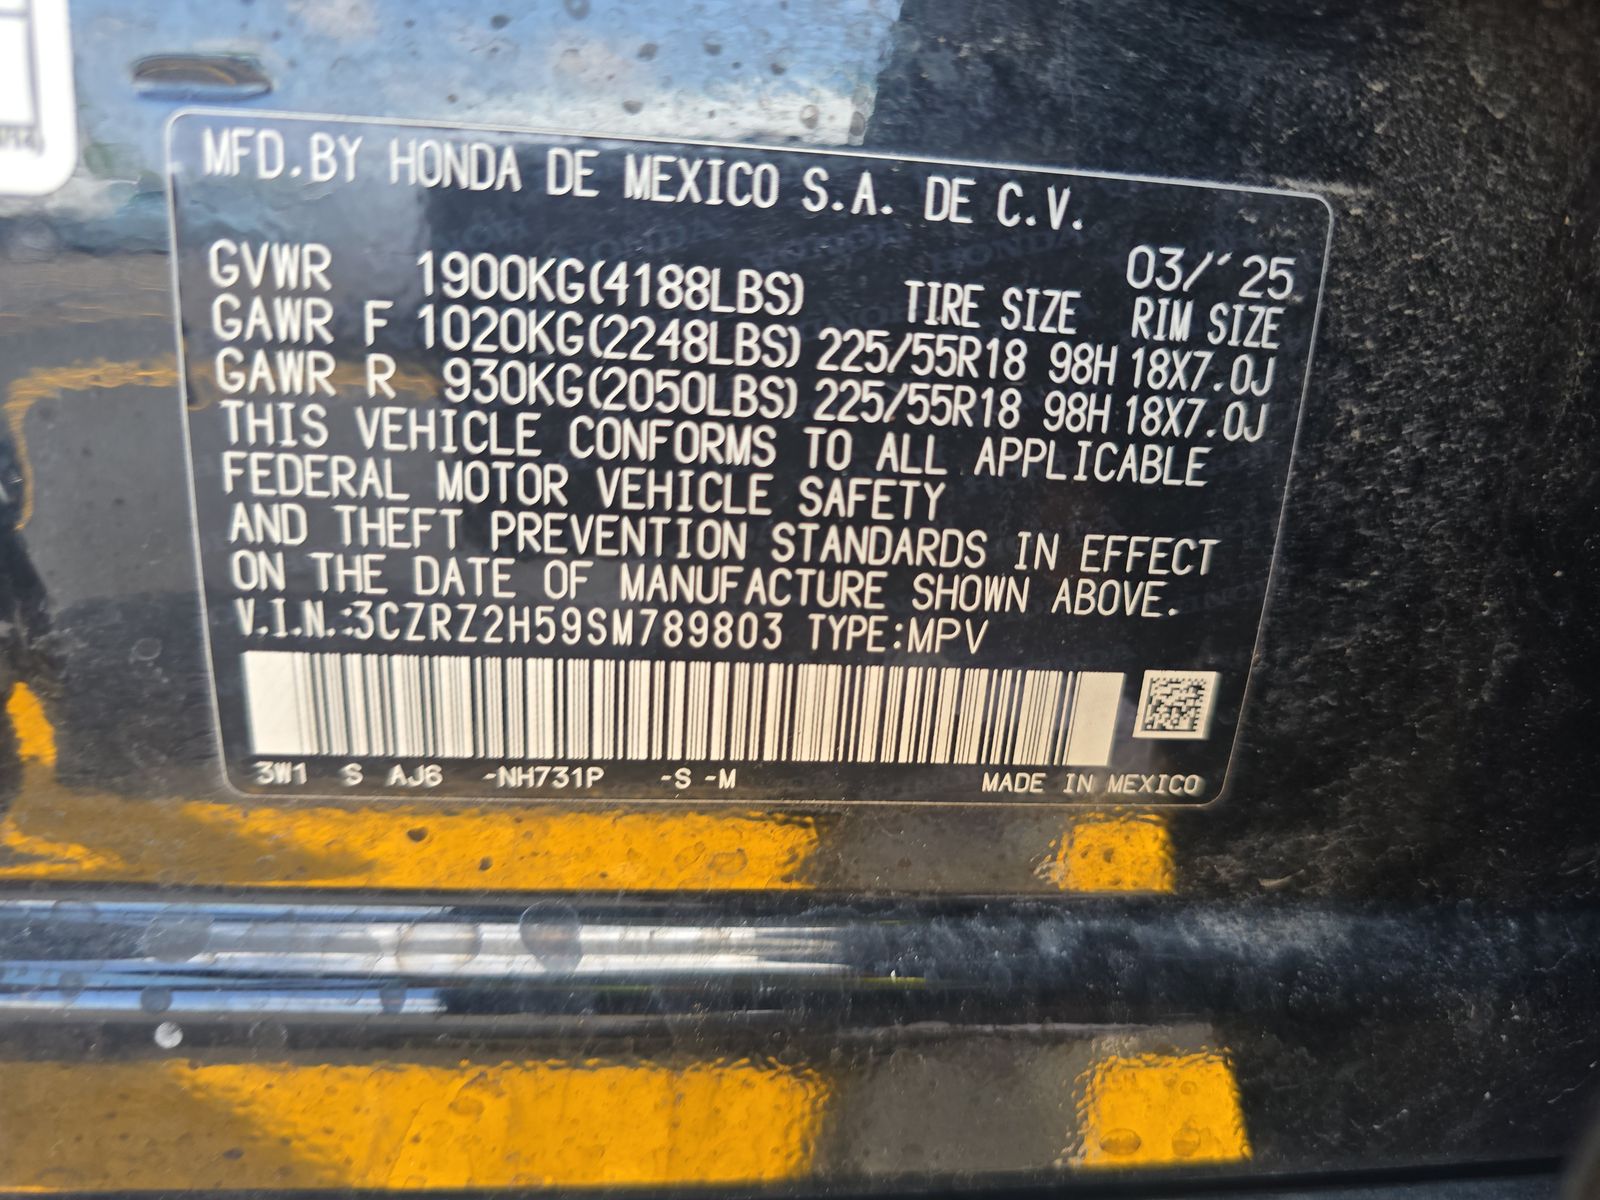 MFD.BY HONDA DE MEXICO S.A. DE C.V.
03/´25
GVWR 1900KG(4188LBS) TIRE SIZE RIM SIZE
GAWR F 1020KG(2248LBS) 225/55R18 98H 18X7.0J
GAWR R 930KG(2050LBS) 225/55R18 98H 18X7.0J
THIS VEHICLE CONFORMS TO ALL APPLICABLE
FEDERAL MOTOR VEHICLE SAFETY
AND THEFT PREVENTION STANDARDS IN EFFECT
ON THE DATE OF MANUFACTURE SHOWN ABOVE.
V.I.N.:3CZRZ2H59SM789803 TYPE:MPV
3W1 S AJ6 -NH731P -S -M MADE IN MEXICO